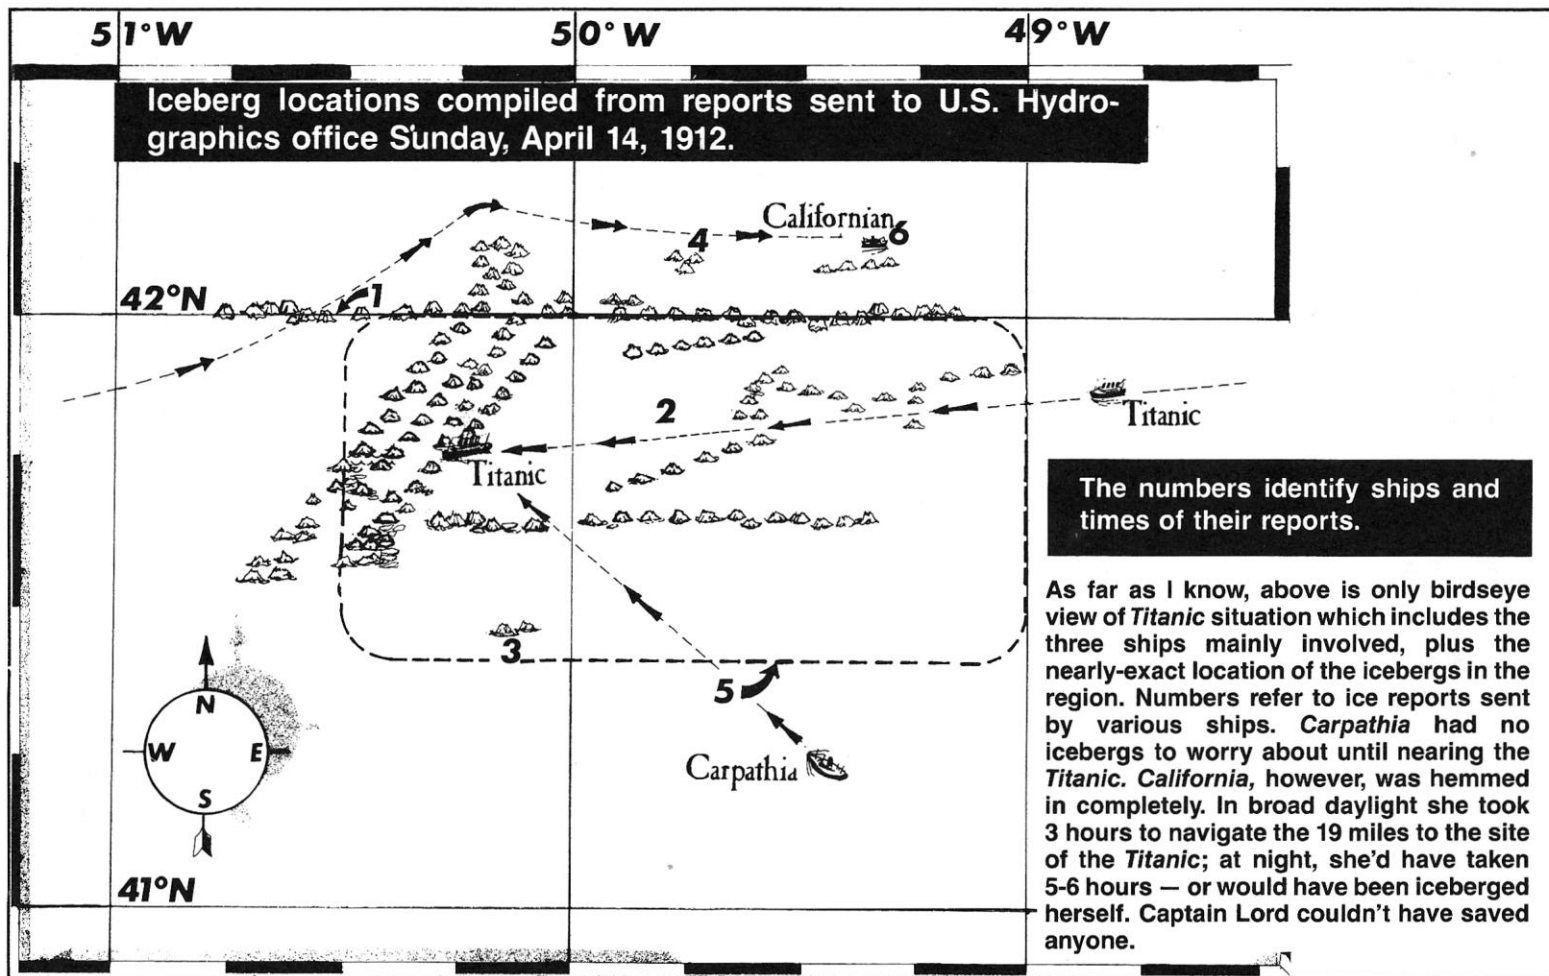 51°W
50°W
49°W
Iceberg locations compiled from reports sent to U.S. Hydro-
graphics office Sunday, April 14, 1912.
Californian
4
6
1
42°N
2
Titanic
Titanic
3
5
Carpathia
N
W E
S
41°N
The numbers identify ships and
times of their reports.
As far as I know, above is only birdseye
view of Titanic situation which includes the
three ships mainly involved, plus the
nearly-exact location of the icebergs in the
region. Numbers refer to ice reports sent
by various ships. Carpathia had no
icebergs to worry about until nearing the
Titanic. California, however, was hemmed
in completely. In broad daylight she took
3 hours to navigate the 19 miles to the site
of the Titanic; at night, she'd have taken
5-6 hours — or would have been iceberged
herself. Captain Lord couldn't have saved
anyone.